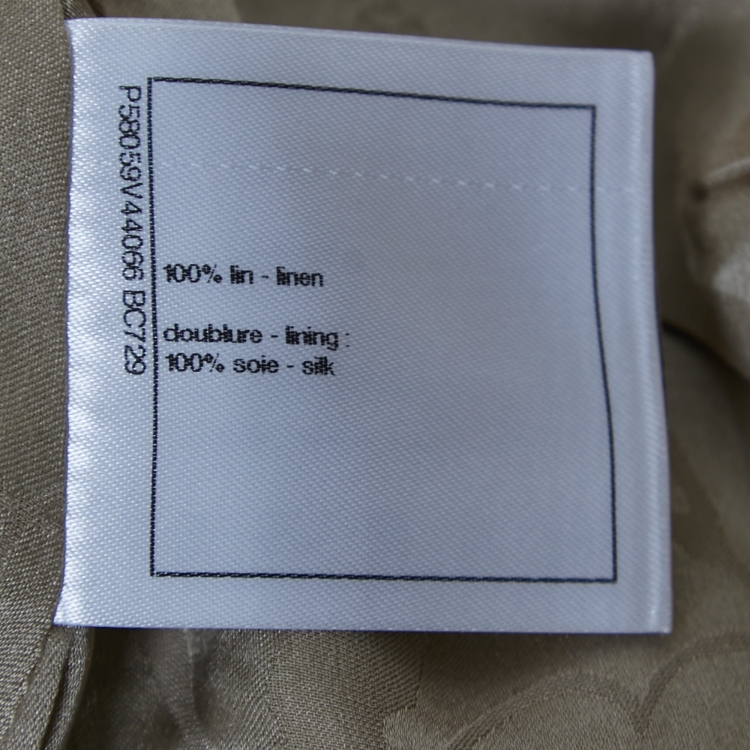 P58059V44066 BC729
100% lin - linen
doublure - lining :
100% soie - silk